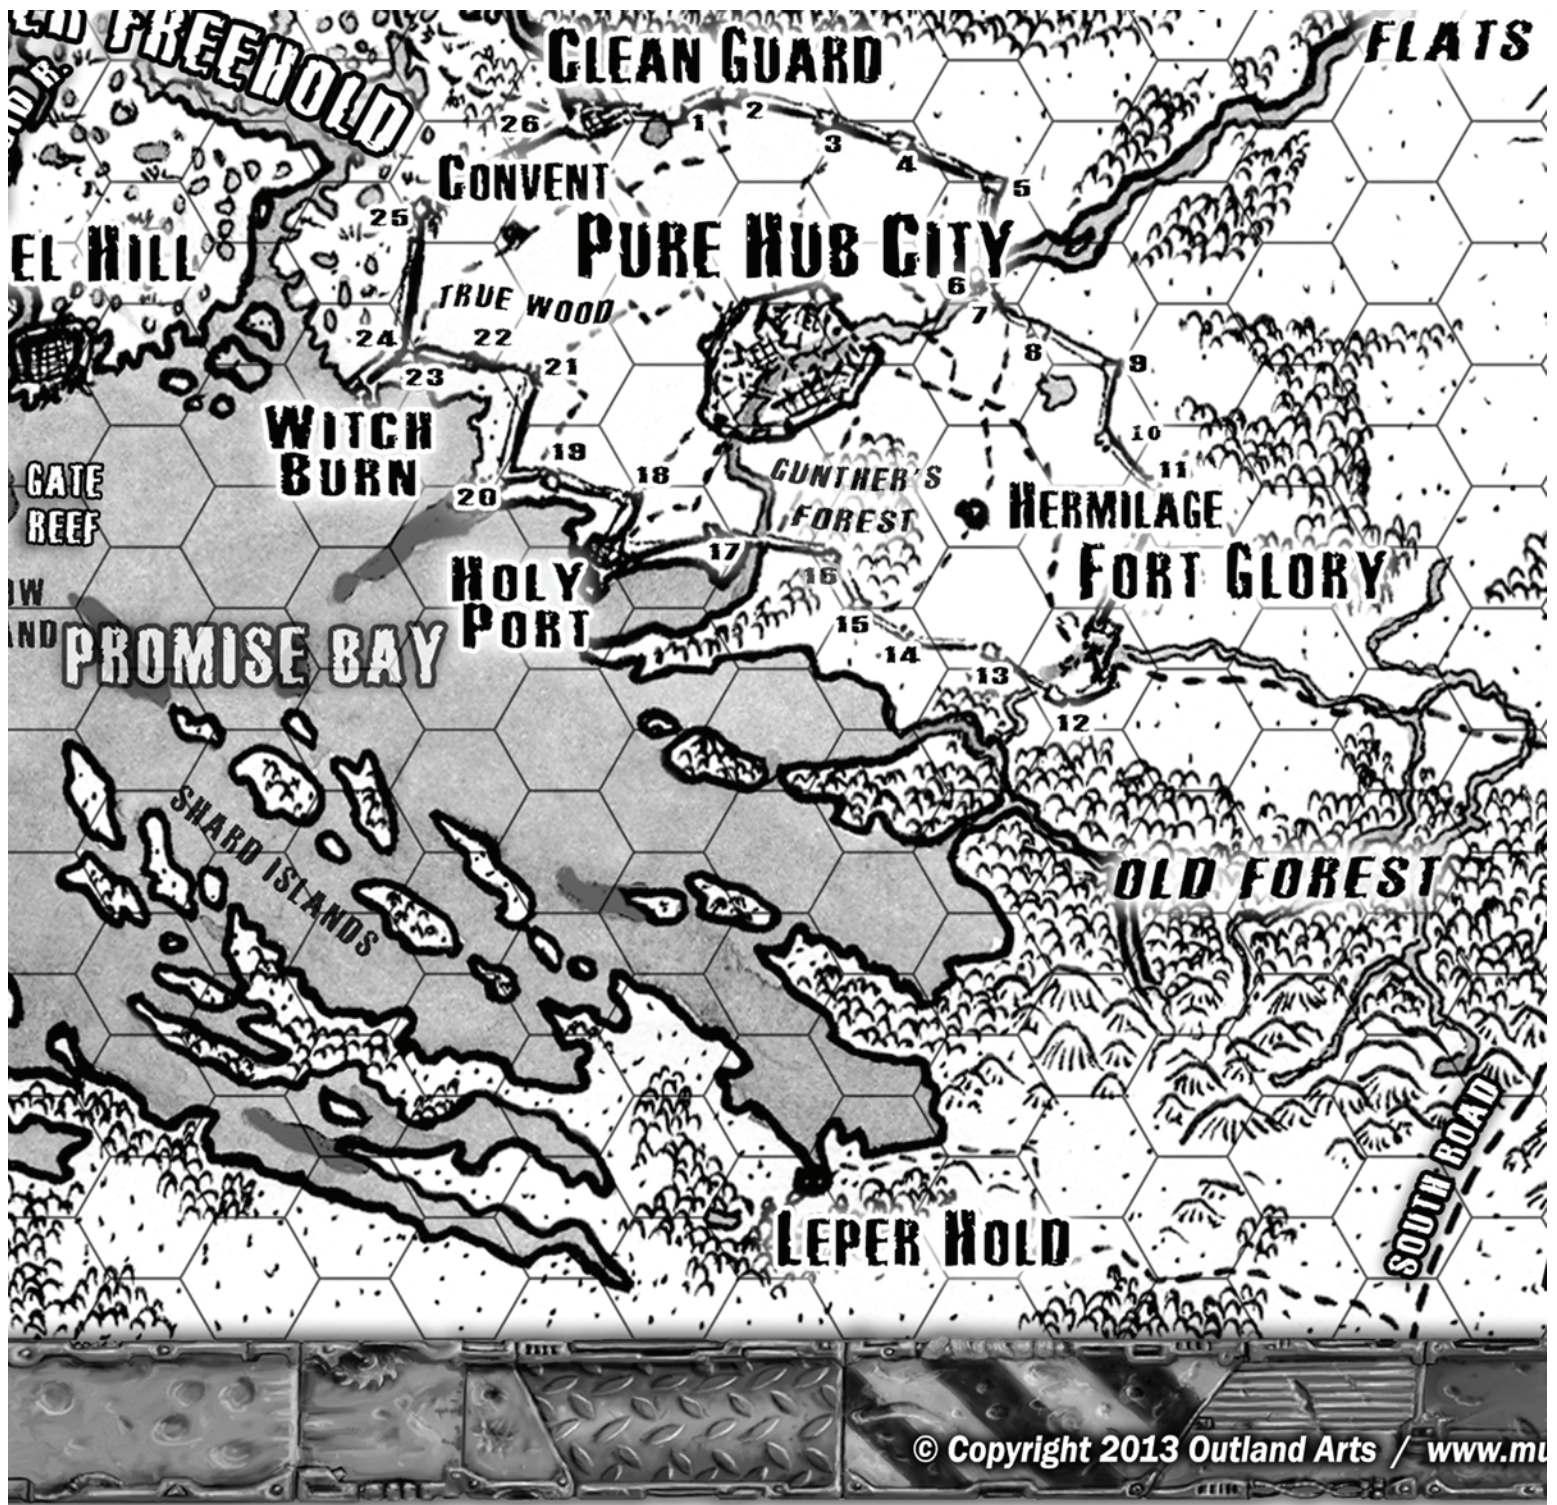 FREEHOLD
CLEAN GUARD
FLATS
26
1
2
3
4
5
CONVENT
25
EL HILL
PURE HUB CITY
6
7
TRUE WOOD
24
22
23
21
8
9
WITCH
BURN
19
18
10
11
GATE
REEF
20
GUNTHER'S
FOREST
HERMILAGE
17
16
FORT GLORY
HOLY
PORT
15
14
13
12
PROMISE BAY
SHARD ISLANDS
OLD FOREST
SOUTH ROAD
LEPER HOLD
© Copyright 2013 Outland Arts / www.mu